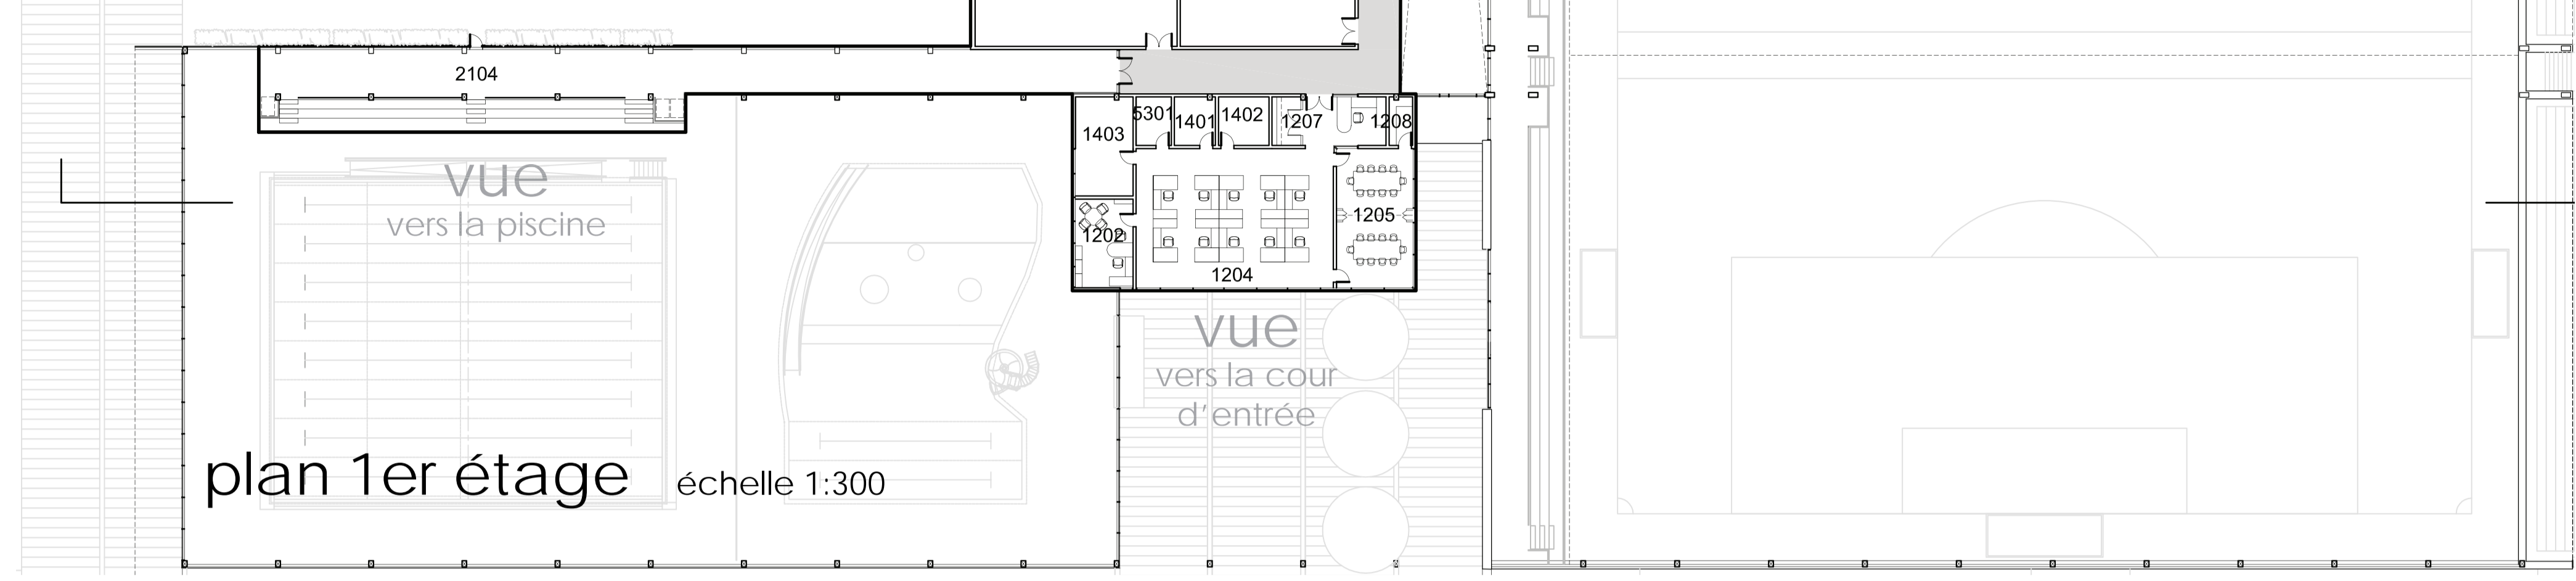 2104
1403
5301
1401
1402
1207
1208
vue
vers la piscine
1202
1205
1204
vue
vers la cour
d'entrée
plan 1er étage échelle 1:300